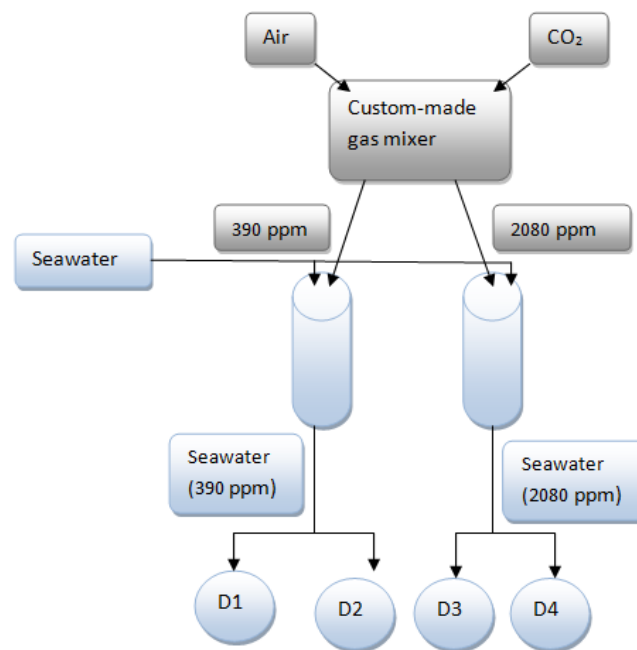 Air
CO₂
Custom-made
gas mixer
390 ppm
2080 ppm
Seawater
Seawater
(390 ppm)
Seawater
(2080 ppm)
D1
D2
D3
D4